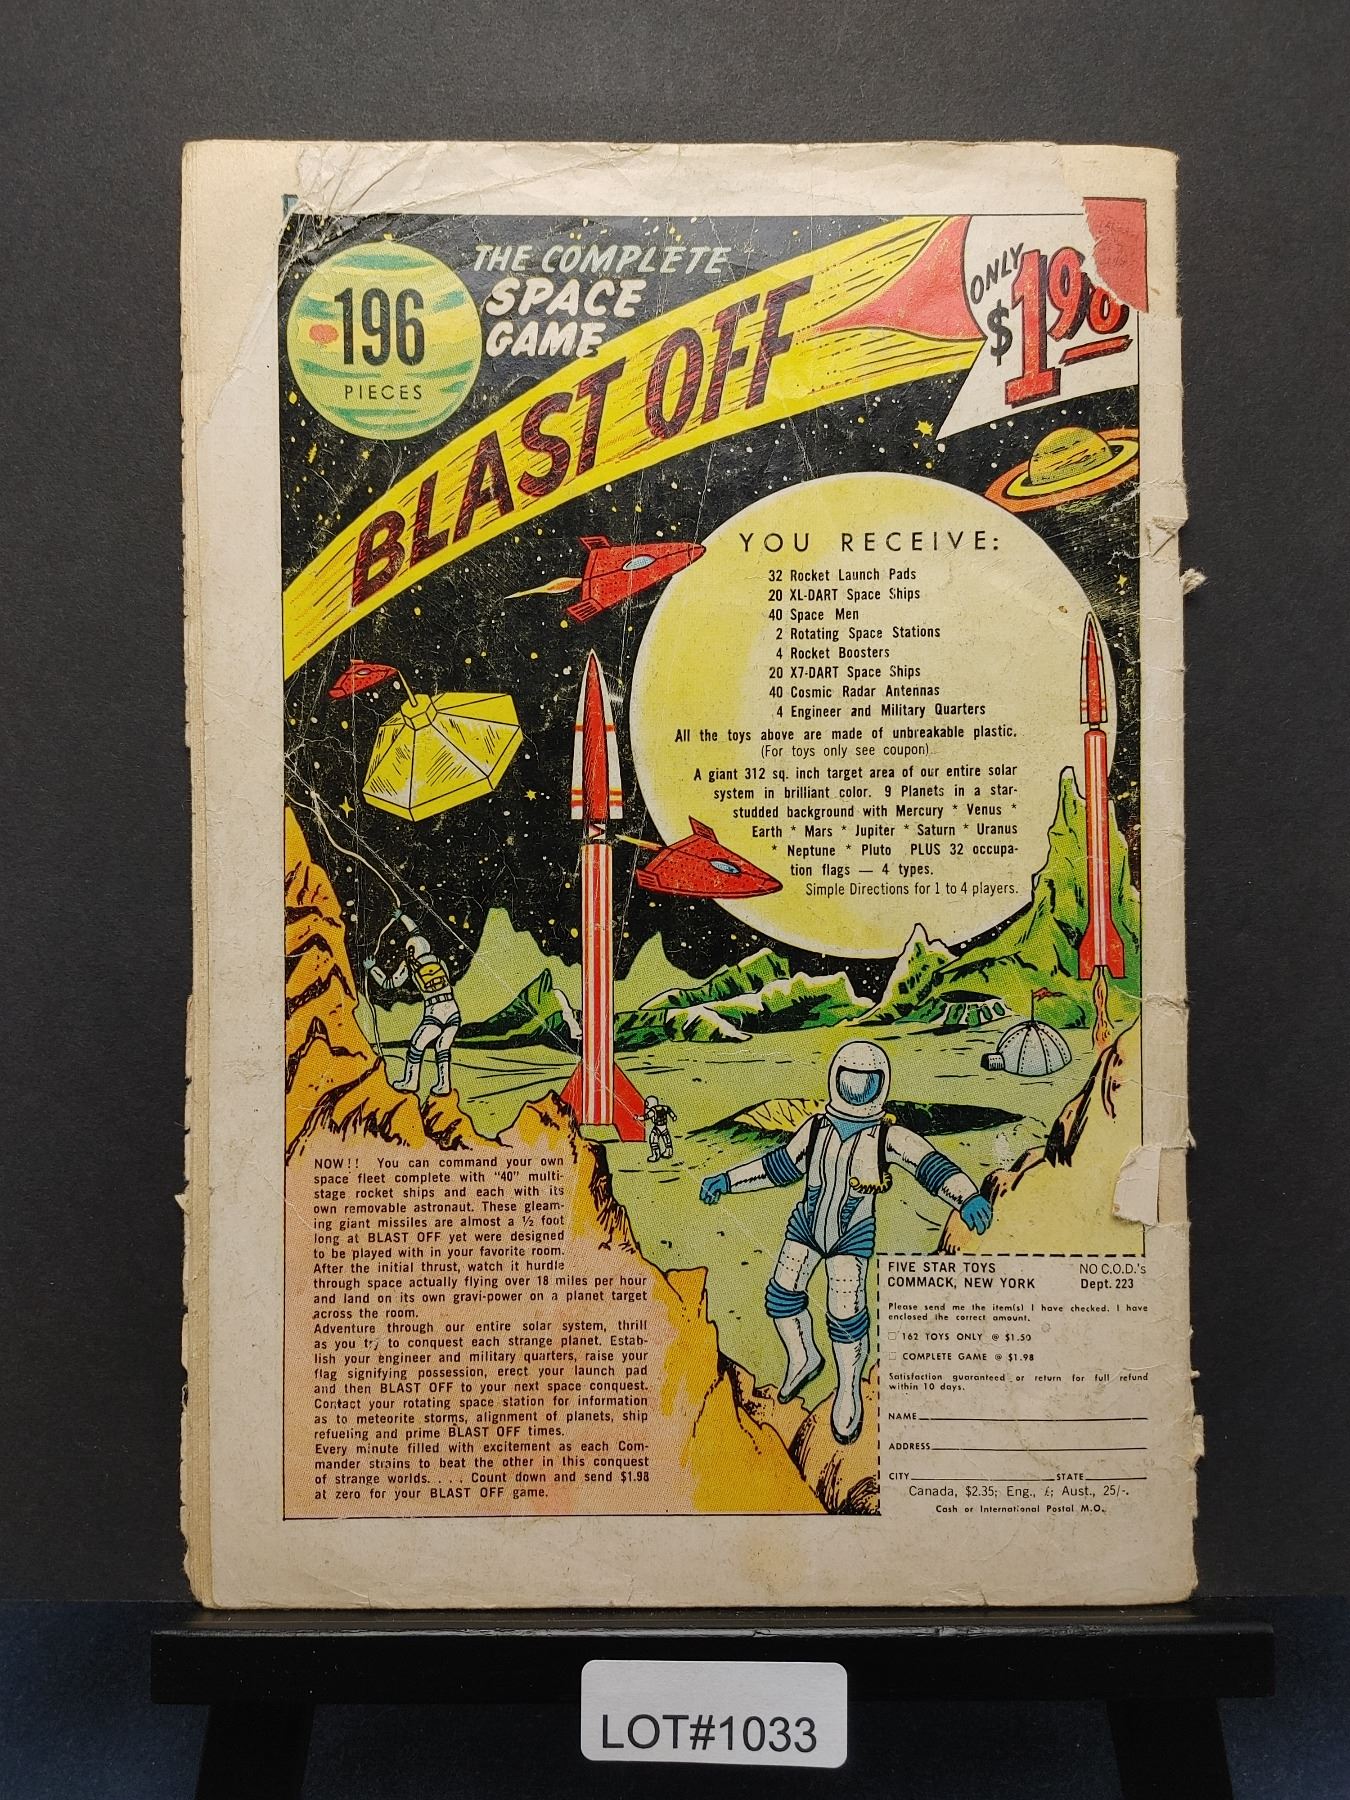 196
PIECES
THE COMPLETE
SPACE
GAME
BLAST OFF
ONLY
$1.98
YOU RECEIVE:
32 Rocket Launch Pads
20 XL-DART Space Ships
40 Space Men
2 Rotating Space Stations
4 Rocket Boosters
20 X7-DART Space Ships
40 Cosmic Radar Antennas
4 Engineer and Military Quarters
All the toys above are made of unbreakable plastic.
(For toys only see coupon)
A giant 312 sq. inch target area of our entire solar
system in brilliant color. 9 Planets in a star-
studded background with Mercury * Venus *
Earth * Mars * Jupiter * Saturn * Uranus
* Neptune * Pluto PLUS 32 occupa-
tion flags — 4 types.
Simple Directions for 1 to 4 players.
NOW!! You can command your own
space fleet complete with "40" multi-
stage rocket ships and each with its
own removable astronaut. These gleam-
ing giant missiles are almost a ½ foot
long at BLAST OFF yet were designed
to be played with in your favorite room.
After the initial thrust, watch it hurdle
through space actually flying over 18 miles per hour
and land on its own gravi-power on a planet target
across the room.
Adventure through our entire solar system, thrill
as you try to conquest each strange planet. Estab-
lish your engineer and military quarters, raise your
flag signifying possession, erect your launch pad
and then BLAST OFF to your next space conquest.
Contact your rotating space station for information
as to meteorite storms, alignment of planets, ship
refueling and prime BLAST OFF times.
Every minute filled with excitement as each Com-
mander strains to beat the other in this conquest
of strange worlds. . . . Count down and send $1.98
at zero for your BLAST OFF game.
FIVE STAR TOYS NO C.O.D.'s
COMMACK, NEW YORK Dept. 223
Please send me the item(s) I have checked. I have
enclosed the correct amount.
□ 162 TOYS ONLY @ $1.50
□ COMPLETE GAME @ $1.98
Satisfaction guaranteed or return for full refund
within 10 days.
NAME
ADDRESS
CITY STATE
Canada, $2.35; Eng., £; Aust., 25/-.
Cash or International Postal M.O.
LOT#1033